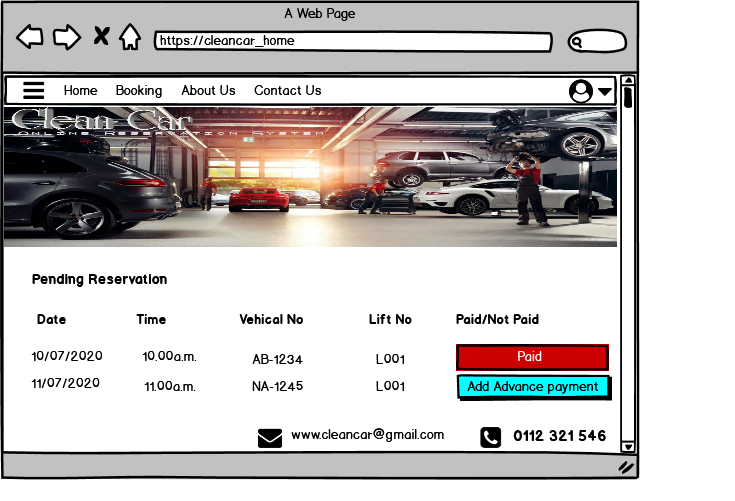 A Web Page
https://cleancar_home
Home Booking About Us Contact Us
Clean Car
Online Reservation System
Pending Reservation
Date Time Vehical No Lift No Paid/Not Paid
10/07/2020 10.00a.m. AB-1234 L001 Paid
11/07/2020 11.00a.m. NA-1245 L001 Add Advance payment
www.cleancar@gmail.com 0112 321 546